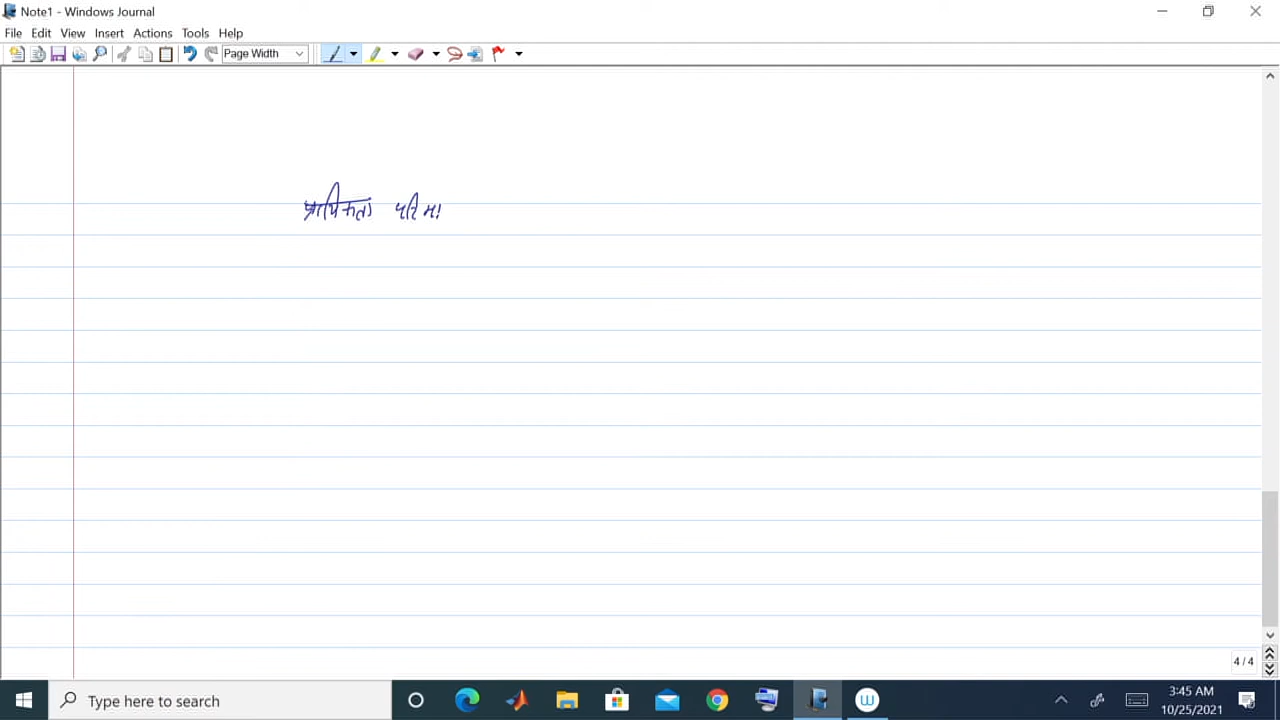 Note1 - Windows Journal
File Edit View Insert Actions Tools Help
Page Width
प्रायिकता परिमा
4 / 4
Type here to search
W
3:45 AM
10/25/2021